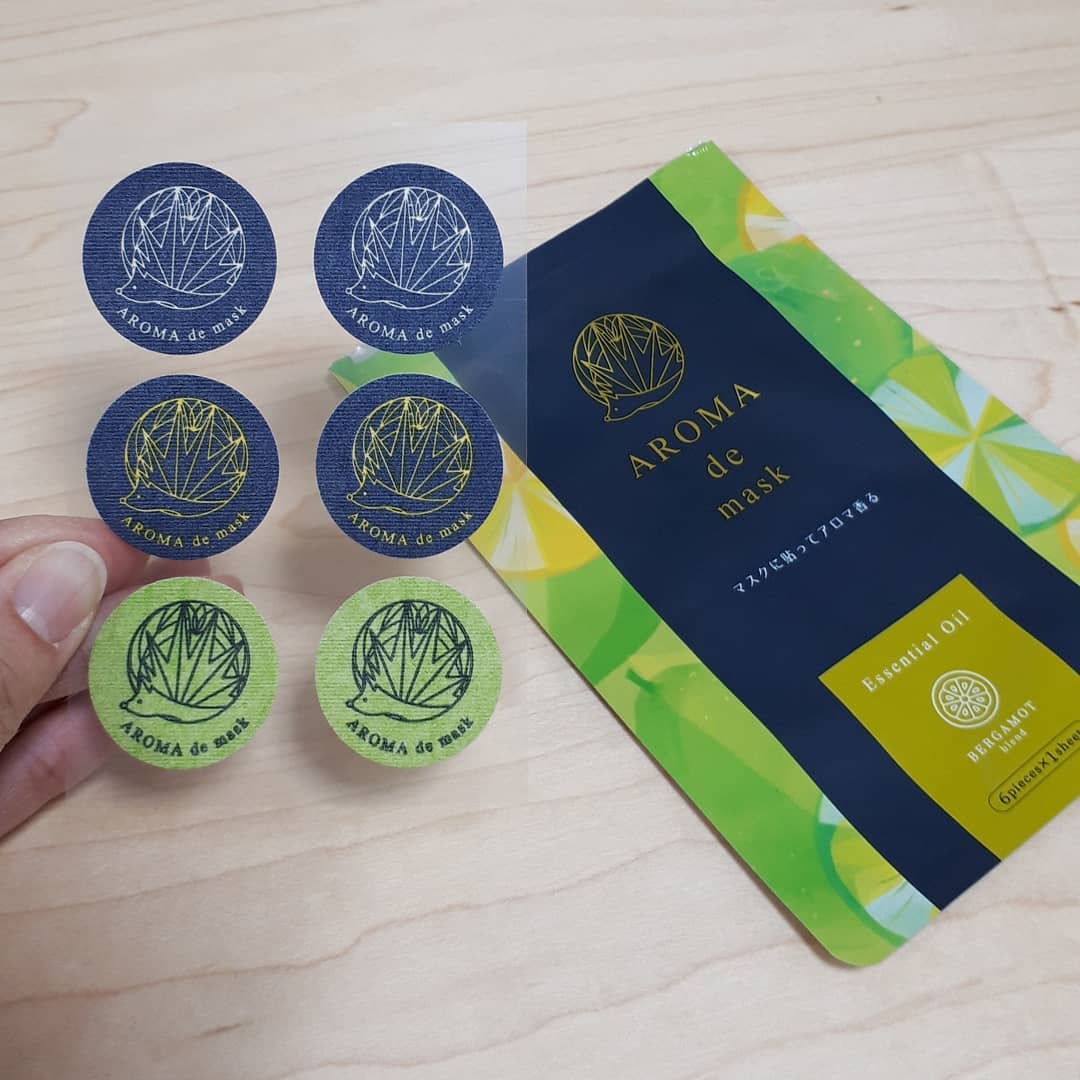 AROMA de mask
AROMA de mask
AROMA de mask
AROMA de mask
AROMA de mask
AROMA de mask
AROMA
de
mask
マスクに貼ってアロマ香る
Essential Oil
BERGAMOT
blend
6pieces×1sheet